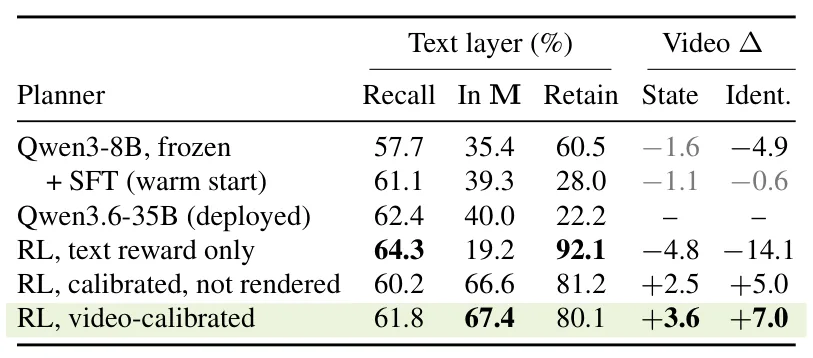 Text layer (%) Video Δ
Planner Recall In M Retain State Ident.
Qwen3-8B, frozen 57.7 35.4 60.5 −1.6 −4.9
+ SFT (warm start) 61.1 39.3 28.0 −1.1 −0.6
Qwen3.6-35B (deployed) 62.4 40.0 22.2 – –
RL, text reward only 64.3 19.2 92.1 −4.8 −14.1
RL, calibrated, not rendered 60.2 66.6 81.2 +2.5 +5.0
RL, video-calibrated 61.8 67.4 80.1 +3.6 +7.0